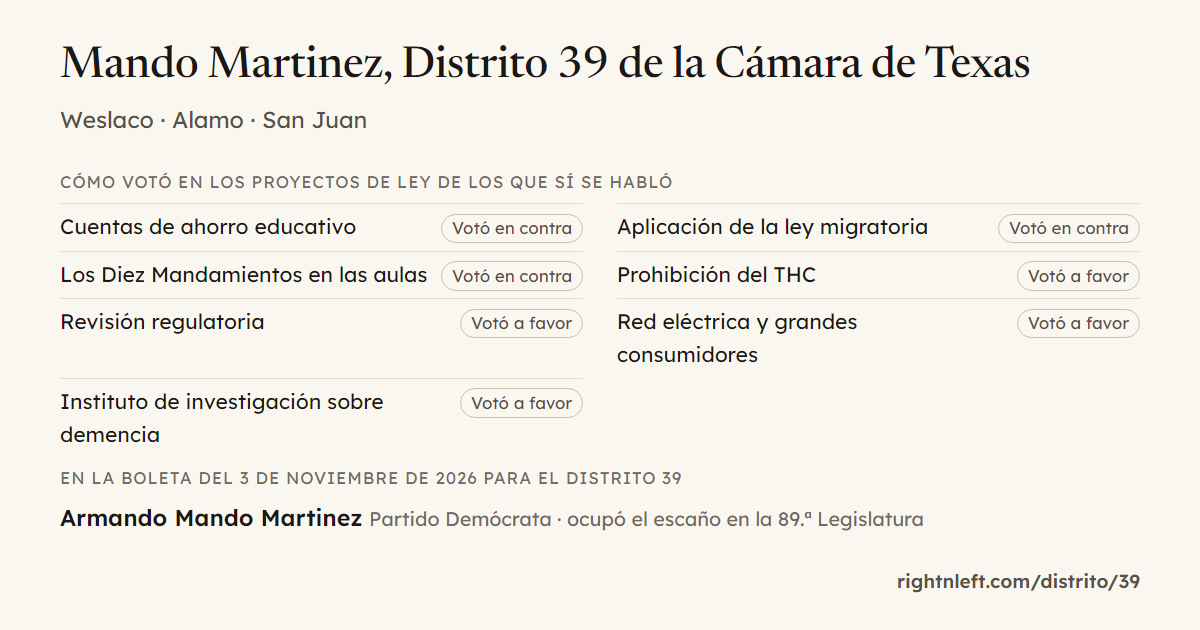 Mando Martinez, Distrito 39 de la Cámara de Texas
Weslaco · Alamo · San Juan
CÓMO VOTÓ EN LOS PROYECTOS DE LEY DE LOS QUE SÍ SE HABLÓ
Cuentas de ahorro educativo Votó en contra
Aplicación de la ley migratoria Votó en contra
Los Diez Mandamientos en las aulas Votó en contra
Prohibición del THC Votó a favor
Revisión regulatoria Votó a favor
Red eléctrica y grandes Votó a favor
consumidores
Instituto de investigación sobre Votó a favor
demencia
EN LA BOLETA DEL 3 DE NOVIEMBRE DE 2026 PARA EL DISTRITO 39
Armando Mando Martinez Partido Demócrata · ocupó el escaño en la 89.ª Legislatura
rightnleft.com/distrito/39